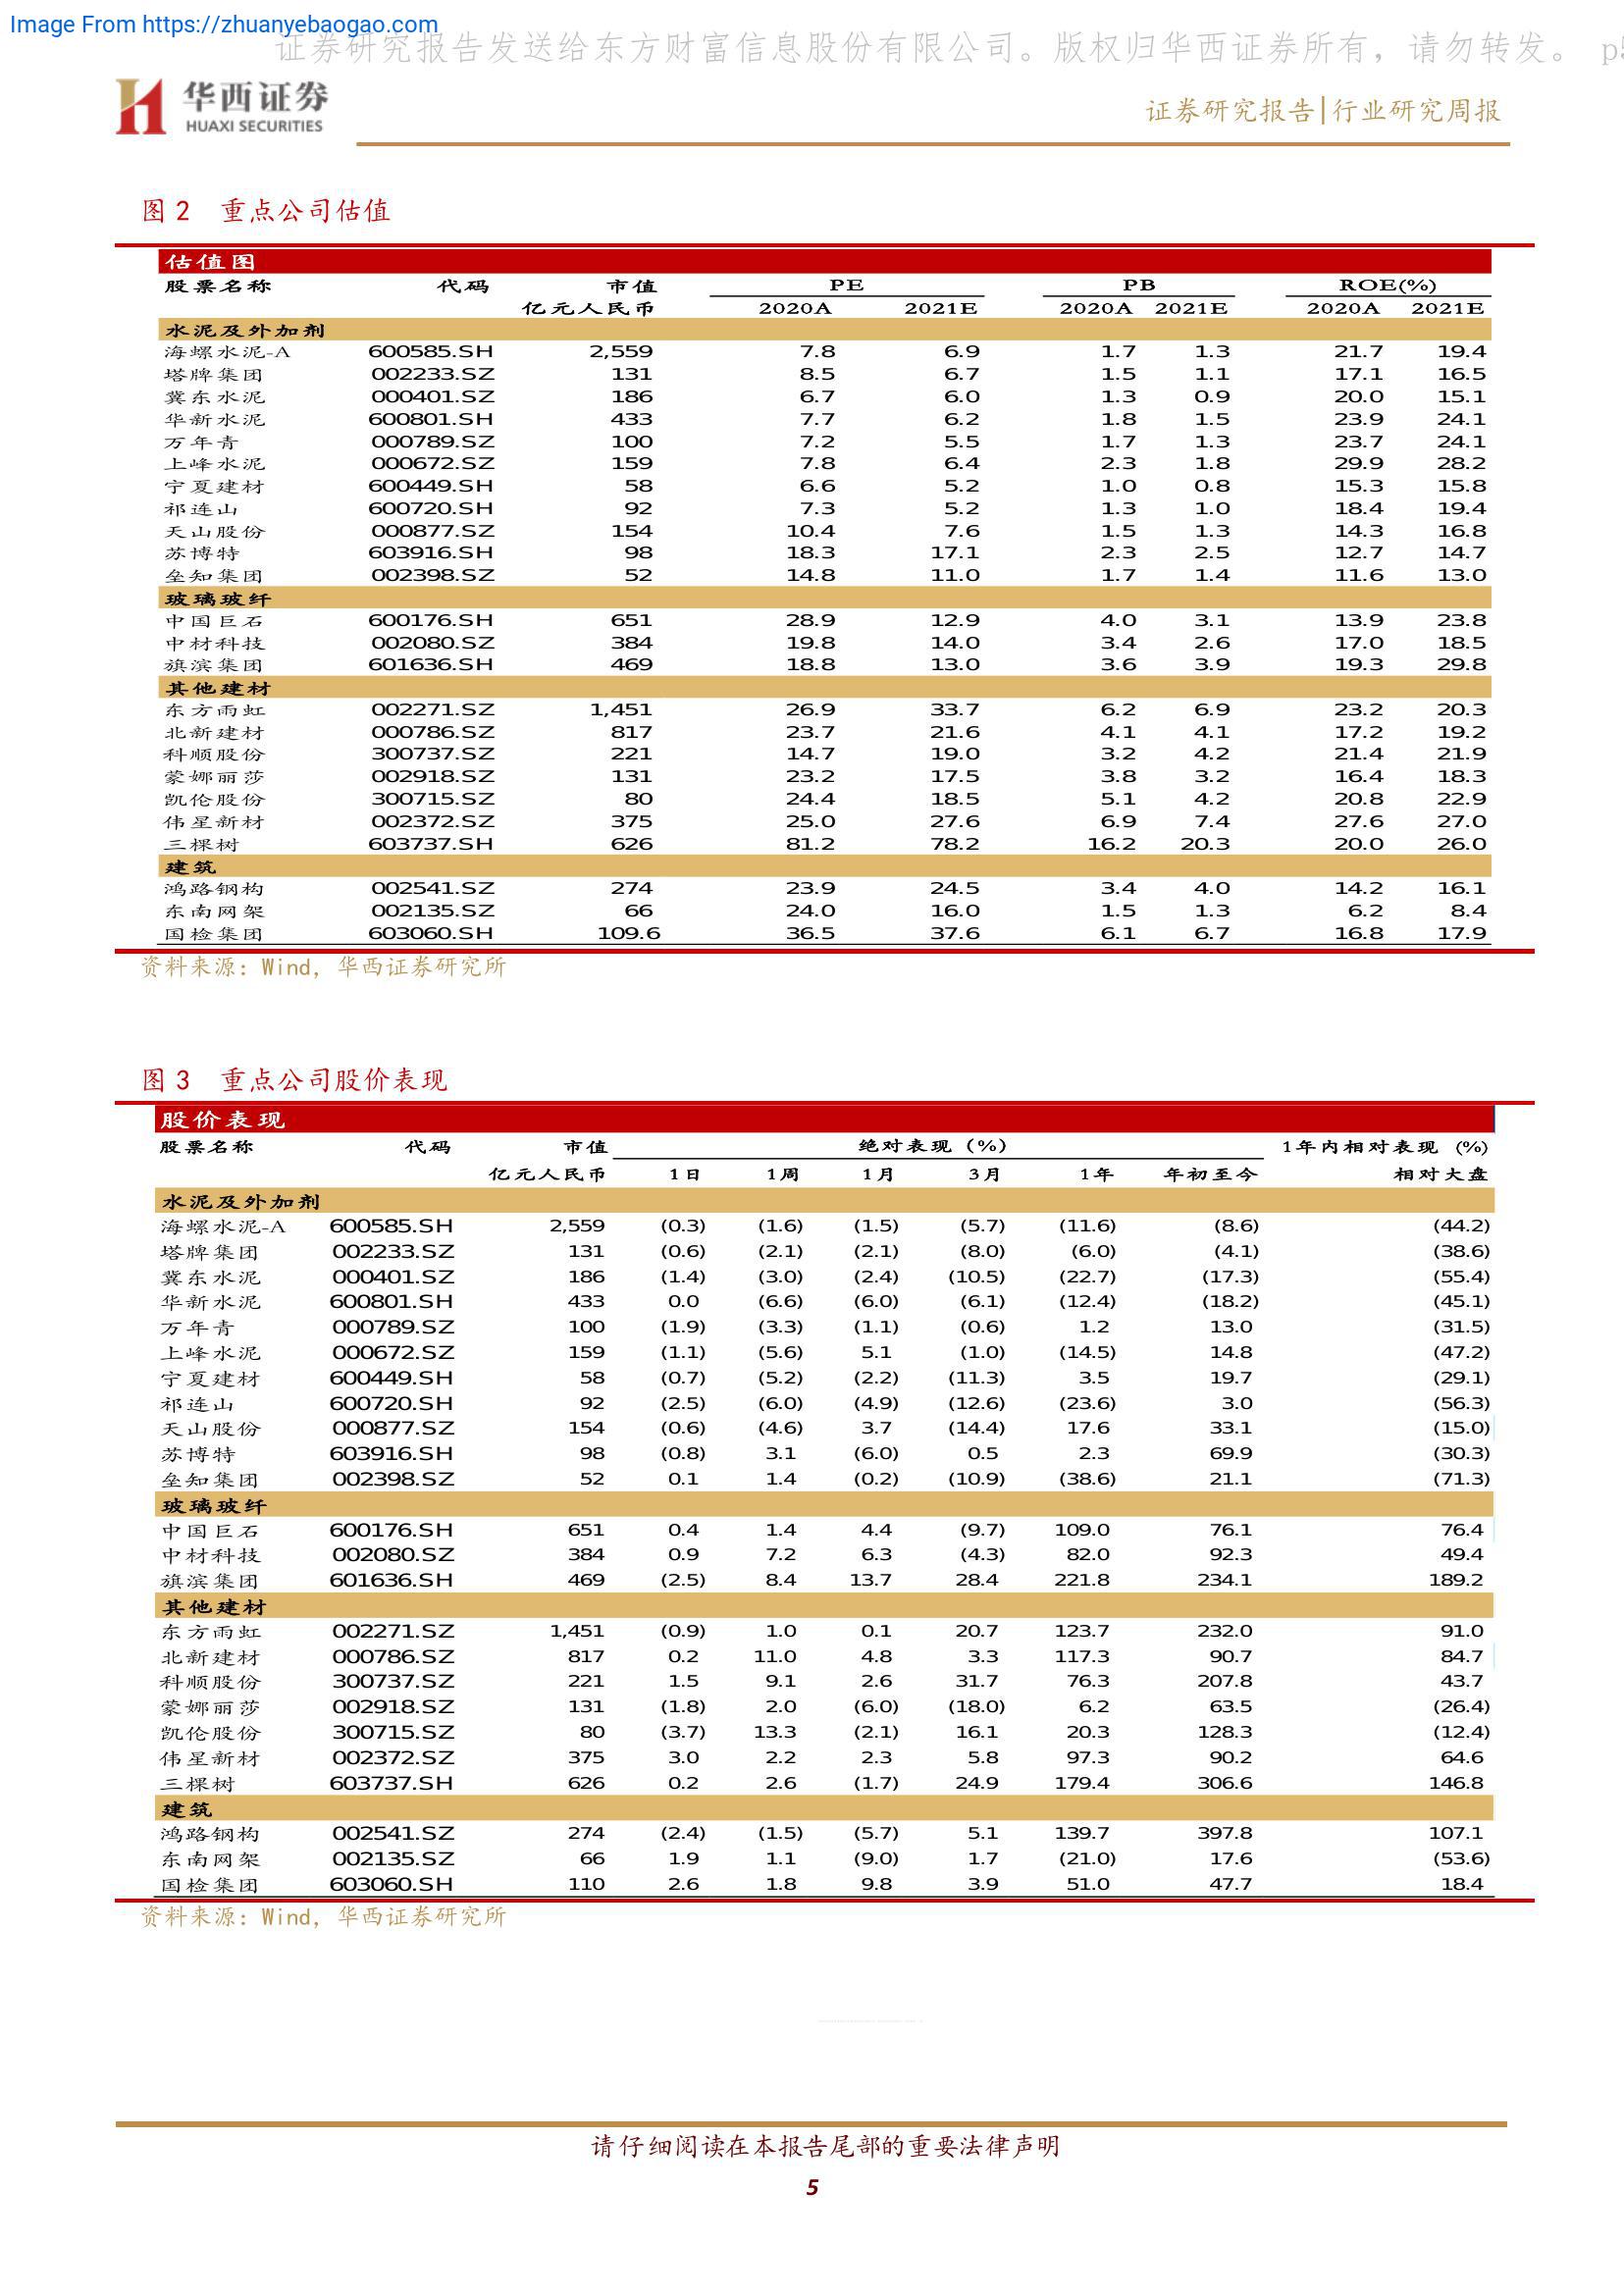 Image From https://zhuanyebaogao.com
证券研究报告发送给东方财富信息股份有限公司。版权归华西证券所有，请勿转发。 p5
华西证券
HUAXI SECURITIES
证券研究报告|行业研究周报
图 2 重点公司估值
估值图
股票名称 代码 市值 PE PB ROE(%)
亿元人民币 2020A 2021E 2020A 2021E 2020A 2021E
水泥及外加剂
海螺水泥-A 600585.SH 2,559 7.8 6.9 1.7 1.3 21.7 19.4
塔牌集团 002233.SZ 131 8.5 6.7 1.5 1.1 17.1 16.5
冀东水泥 000401.SZ 186 6.7 6.0 1.3 0.9 20.0 15.1
华新水泥 600801.SH 433 7.7 6.2 1.8 1.5 23.9 24.1
万年青 000789.SZ 100 7.2 5.5 1.7 1.3 23.7 24.1
上峰水泥 000672.SZ 159 7.8 6.4 2.3 1.8 29.9 28.2
宁夏建材 600449.SH 58 6.6 5.2 1.0 0.8 15.3 15.8
祁连山 600720.SH 92 7.3 5.2 1.3 1.0 18.4 19.4
天山股份 000877.SZ 154 10.4 7.6 1.5 1.3 14.3 16.8
苏博特 603916.SH 98 18.3 17.1 2.3 2.5 12.7 14.7
垒知集团 002398.SZ 52 14.8 11.0 1.7 1.4 11.6 13.0
玻璃玻纤
中国巨石 600176.SH 651 28.9 12.9 4.0 3.1 13.9 23.8
中材科技 002080.SZ 384 19.8 14.0 3.4 2.6 17.0 18.5
旗滨集团 601636.SH 469 18.8 13.0 3.6 3.9 19.3 29.8
其他建材
东方雨虹 002271.SZ 1,451 26.9 33.7 6.2 6.9 23.2 20.3
北新建材 000786.SZ 817 23.7 21.6 4.1 4.1 17.2 19.2
科顺股份 300737.SZ 221 14.7 19.0 3.2 4.2 21.4 21.9
蒙娜丽莎 002918.SZ 131 23.2 17.5 3.8 3.2 16.4 18.3
凯伦股份 300715.SZ 80 24.4 18.5 5.1 4.2 20.8 22.9
伟星新材 002372.SZ 375 25.0 27.6 6.9 7.4 27.6 27.0
三棵树 603737.SH 626 81.2 78.2 16.2 20.3 20.0 26.0
建筑
鸿路钢构 002541.SZ 274 23.9 24.5 3.4 4.0 14.2 16.1
东南网架 002135.SZ 66 24.0 16.0 1.5 1.3 6.2 8.4
国检集团 603060.SH 109.6 36.5 37.6 6.1 6.7 16.8 17.9
资料来源：Wind，华西证券研究所
图 3 重点公司股价表现
股价表现
股票名称 代码 市值 绝对表现 (%) 1年内相对表现 (%)
亿元人民币 1日 1周 1月 3月 1年 年初至今 相对大盘
水泥及外加剂
海螺水泥-A 600585.SH 2,559 (0.3) (1.6) (1.5) (5.7) (11.6) (8.6) (44.2)
塔牌集团 002233.SZ 131 (0.6) (2.1) (2.1) (8.0) (6.0) (4.1) (38.6)
冀东水泥 000401.SZ 186 (1.4) (3.0) (2.4) (10.5) (22.7) (17.3) (55.4)
华新水泥 600801.SH 433 0.0 (6.6) (6.0) (6.1) (12.4) (18.2) (45.1)
万年青 000789.SZ 100 (1.9) (3.3) (1.1) (0.6) 1.2 13.0 (31.5)
上峰水泥 000672.SZ 159 (1.1) (5.6) 5.1 (1.0) (14.5) 14.8 (47.2)
宁夏建材 600449.SH 58 (0.7) (5.2) (2.2) (11.3) 3.5 19.7 (29.1)
祁连山 600720.SH 92 (2.5) (6.0) (4.9) (12.6) (23.6) 3.0 (56.3)
天山股份 000877.SZ 154 (0.6) (4.6) 3.7 (14.4) 17.6 33.1 (15.0)
苏博特 603916.SH 98 (0.8) 3.1 (6.0) 0.5 2.3 69.9 (30.3)
垒知集团 002398.SZ 52 0.1 1.4 (0.2) (10.9) (38.6) 21.1 (71.3)
玻璃玻纤
中国巨石 600176.SH 651 0.4 1.4 4.4 (9.7) 109.0 76.1 76.4
中材科技 002080.SZ 384 0.9 7.2 6.3 (4.3) 82.0 92.3 49.4
旗滨集团 601636.SH 469 (2.5) 8.4 13.7 28.4 221.8 234.1 189.2
其他建材
东方雨虹 002271.SZ 1,451 (0.9) 1.0 0.1 20.7 123.7 232.0 91.0
北新建材 000786.SZ 817 0.2 11.0 4.8 3.3 117.3 90.7 84.7
科顺股份 300737.SZ 221 1.5 9.1 2.6 31.7 76.3 207.8 43.7
蒙娜丽莎 002918.SZ 131 (1.8) 2.0 (6.0) (18.0) 6.2 63.5 (26.4)
凯伦股份 300715.SZ 80 (3.7) 13.3 (2.1) 16.1 20.3 128.3 (12.4)
伟星新材 002372.SZ 375 3.0 2.2 2.3 5.8 97.3 90.2 64.6
三棵树 603737.SH 626 0.2 2.6 (1.7) 24.9 179.4 306.6 146.8
建筑
鸿路钢构 002541.SZ 274 (2.4) (1.5) (5.7) 5.1 139.7 397.8 107.1
东南网架 002135.SZ 66 1.9 1.1 (9.0) 1.7 (21.0) 17.6 (53.6)
国检集团 603060.SH 110 2.6 1.8 9.8 3.9 51.0 47.7 18.4
资料来源：Wind，华西证券研究所
请仔细阅读在本报告尾部的重要法律声明
5